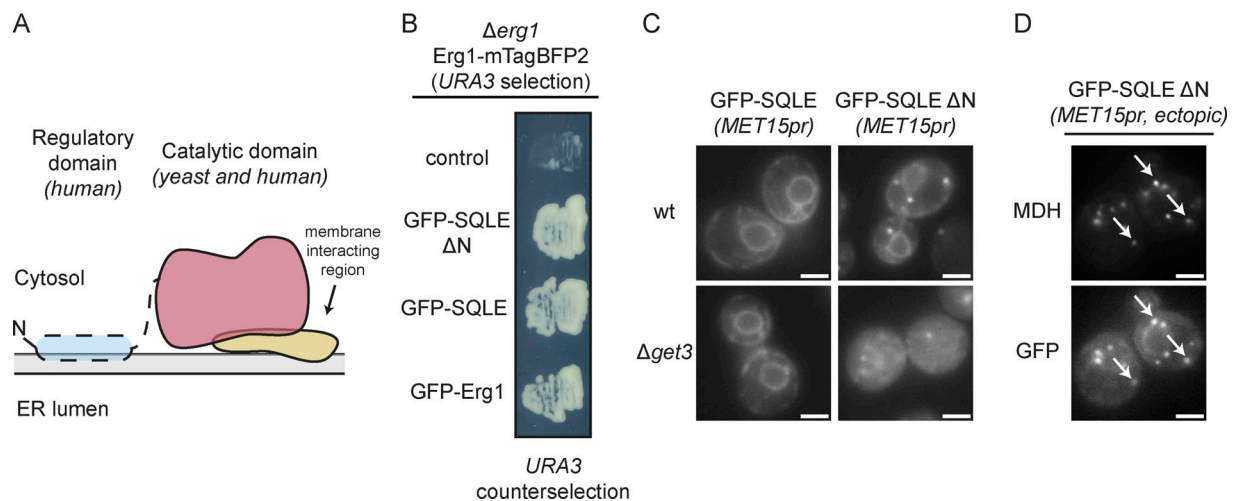 A
Regulatory
domain
(human)
Catalytic domain
(yeast and human)
membrane
interacting
region
Cytosol
N
ER lumen
B
Δerg1
Erg1-mTagBFP2
(URA3 selection)
control
GFP-SQLE
ΔN
GFP-SQLE
GFP-Erg1
URA3
counterselection
C
GFP-SQLE
(MET15pr)
GFP-SQLE ΔN
(MET15pr)
wt
Δget3
D
GFP-SQLE ΔN
(MET15pr, ectopic)
MDH
GFP